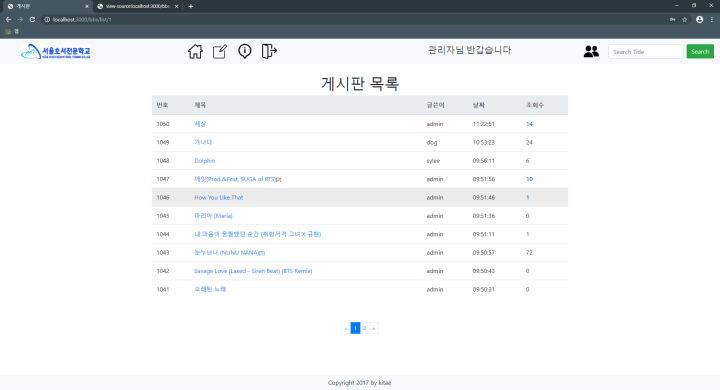 게시판
view-source:localhost:3000/bbs
localhost:3000/bbs/list/1
앱
서울호서전문학교
관리자님 반갑습니다
Search Title
Search
게시판 목록
번호 제목 글쓴이 날짜 조회수
1050 세상 admin 11:22:51 14
1049 가나다 dog 10:53:23 24
1048 Dolphin sylee 09:56:11 6
1047 에잇(Prod.&Feat. SUGA of BTS)[2] admin 09:51:56 10
1046 How You Like That admin 09:51:46 1
1045 마리아 (Maria) admin 09:51:36 0
1044 내 마음이 움찔했던 순간 (취향저격 그녀 X 규현) admin 09:51:11 1
1043 눈누난나 (NUNU NANA)[1] admin 09:50:57 72
1042 Savage Love (Laxed - Siren Beat) (BTS Remix) admin 09:50:43 0
1041 오래된 노래 admin 09:50:31 0
« 1 2 »
Copyright 2017 by kitae